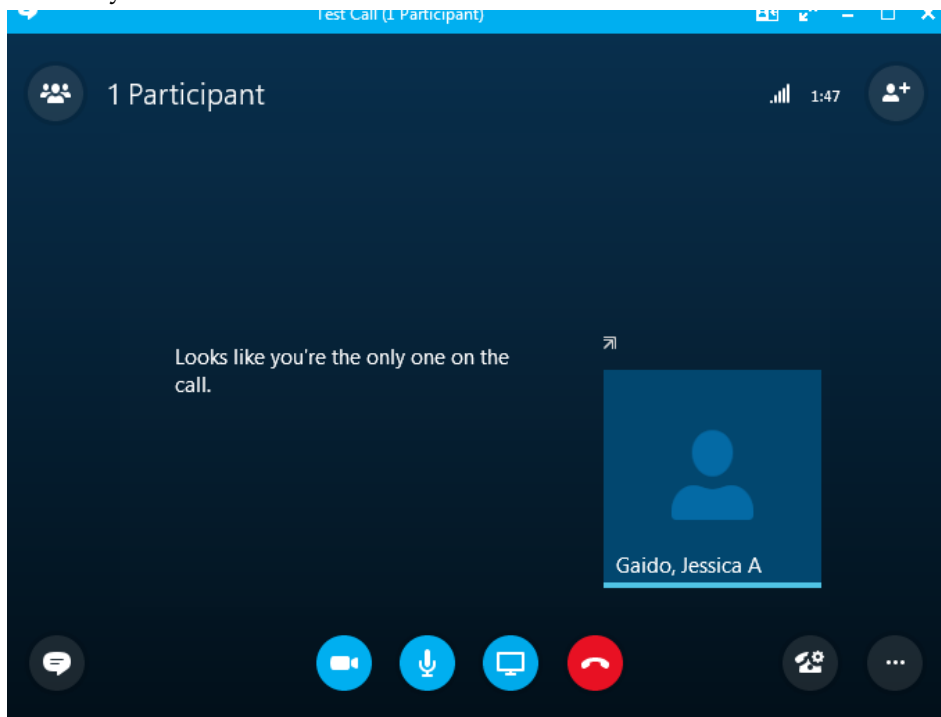 Test Call (1 Participant)
1 Participant
1:47
Looks like you're the only one on the
call.
Gaido, Jessica A